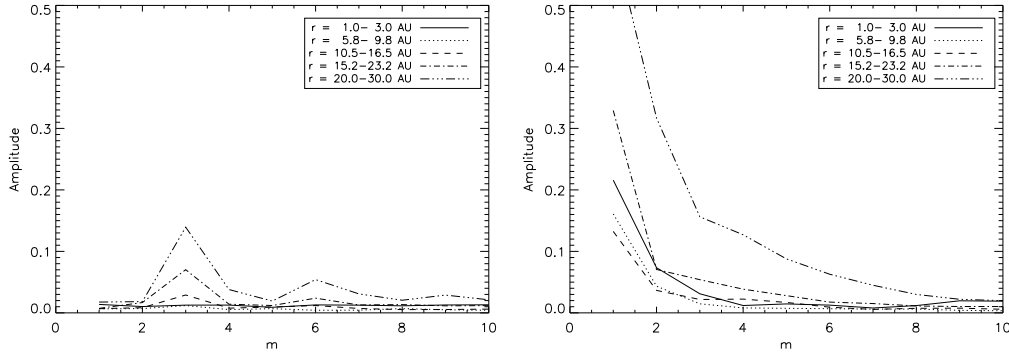 0.5
0.4
0.3
0.2
0.1
0.0
Amplitude
r = 1.0- 3.0 AU
r = 5.8- 9.8 AU
r = 10.5-16.5 AU
r = 15.2-23.2 AU
r = 20.0-30.0 AU
0 2 4 6 8 10
m
0.5
0.4
0.3
0.2
0.1
0.0
Amplitude
r = 1.0- 3.0 AU
r = 5.8- 9.8 AU
r = 10.5-16.5 AU
r = 15.2-23.2 AU
r = 20.0-30.0 AU
0 2 4 6 8 10
m